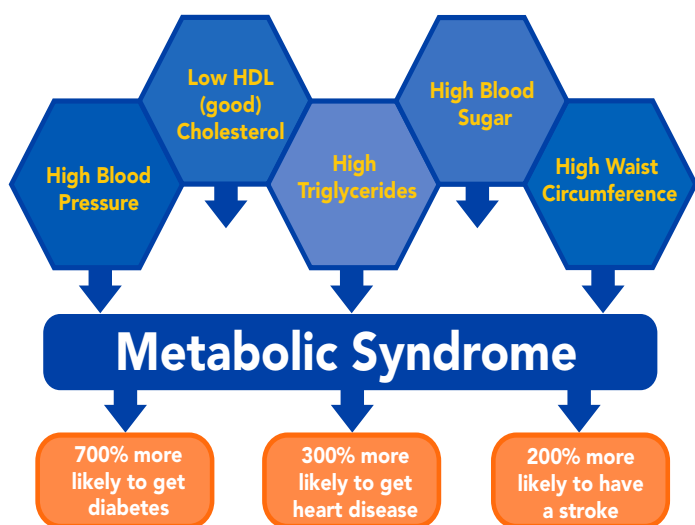 High Blood
Pressure
Low HDL
(good)
Cholesterol
High
Triglycerides
High Blood
Sugar
High Waist
Circumference
Metabolic Syndrome
700% more
likely to get
diabetes
300% more
likely to get
heart disease
200% more
likely to have
a stroke